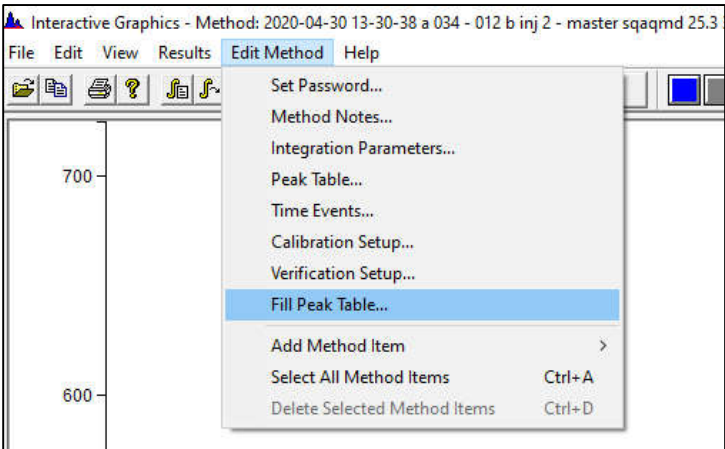 Interactive Graphics - Method: 2020-04-30 13-30-38 a 034 - 012 b inj 2 - master sqaqmd 25.3
File Edit View Results Edit Method Help
Set Password...
Method Notes...
Integration Parameters...
700
Peak Table...
Time Events...
Calibration Setup...
Verification Setup...
Fill Peak Table...
Add Method Item >
600
Select All Method Items Ctrl+A
Delete Selected Method Items Ctrl+D